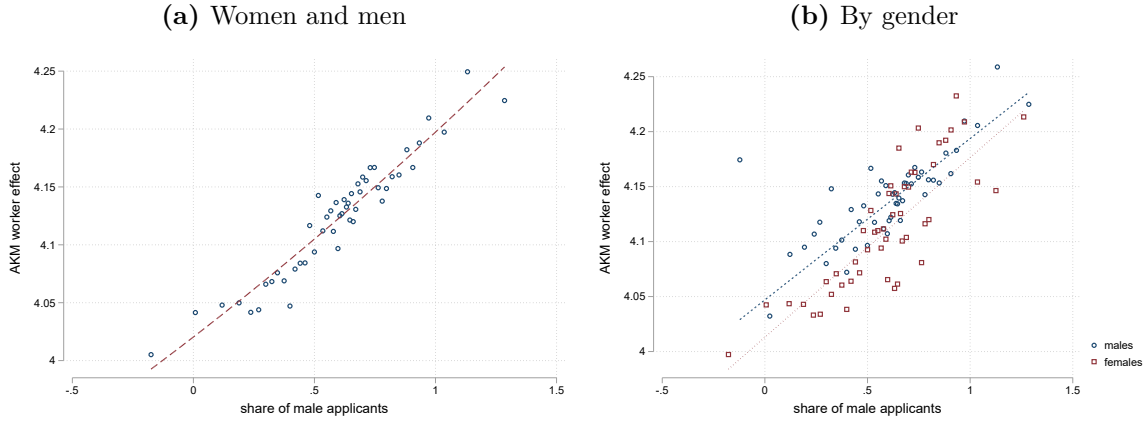 (a) Women and men
4.25
4.2
4.15
4.1
4.05
4
AKM worker effect
-.5 0 .5 1 1.5
share of male applicants
(b) By gender
4.25
4.2
4.15
4.1
4.05
4
AKM worker effect
-.5 0 .5 1 1.5
share of male applicants
males
females